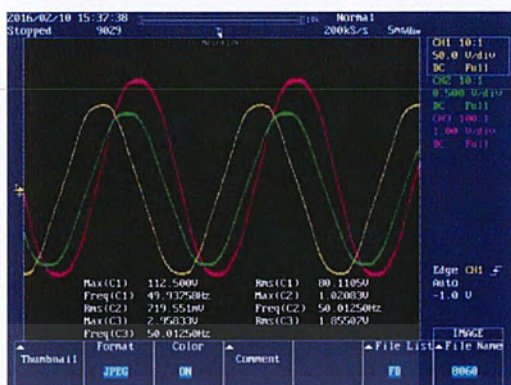 2016/02/10 15:37:38
Normal
Stopped 9029 200kS/s 5ms/div
CH1 10:1
50.0 V/div
DC Full
CH2 10:1
0.500 V/div
DC Full
CH3 100:1
1.00 V/div
DC Full
Edge CH1
Auto
-1.0 V
Max(C1) 112.500V Rms(C1) 80.1105V
Freq(C1) 49.93758Hz Max(C2) 1.02083V
Rms(C2) 719.551mV Freq(C2) 50.01250Hz
Max(C3) 2.95833V Rms(C3) 1.85502V
Freq(C3) 50.01250Hz
IMAGE
Thumbnail Format JPEG Color ON Comment File List FD File Name 8060